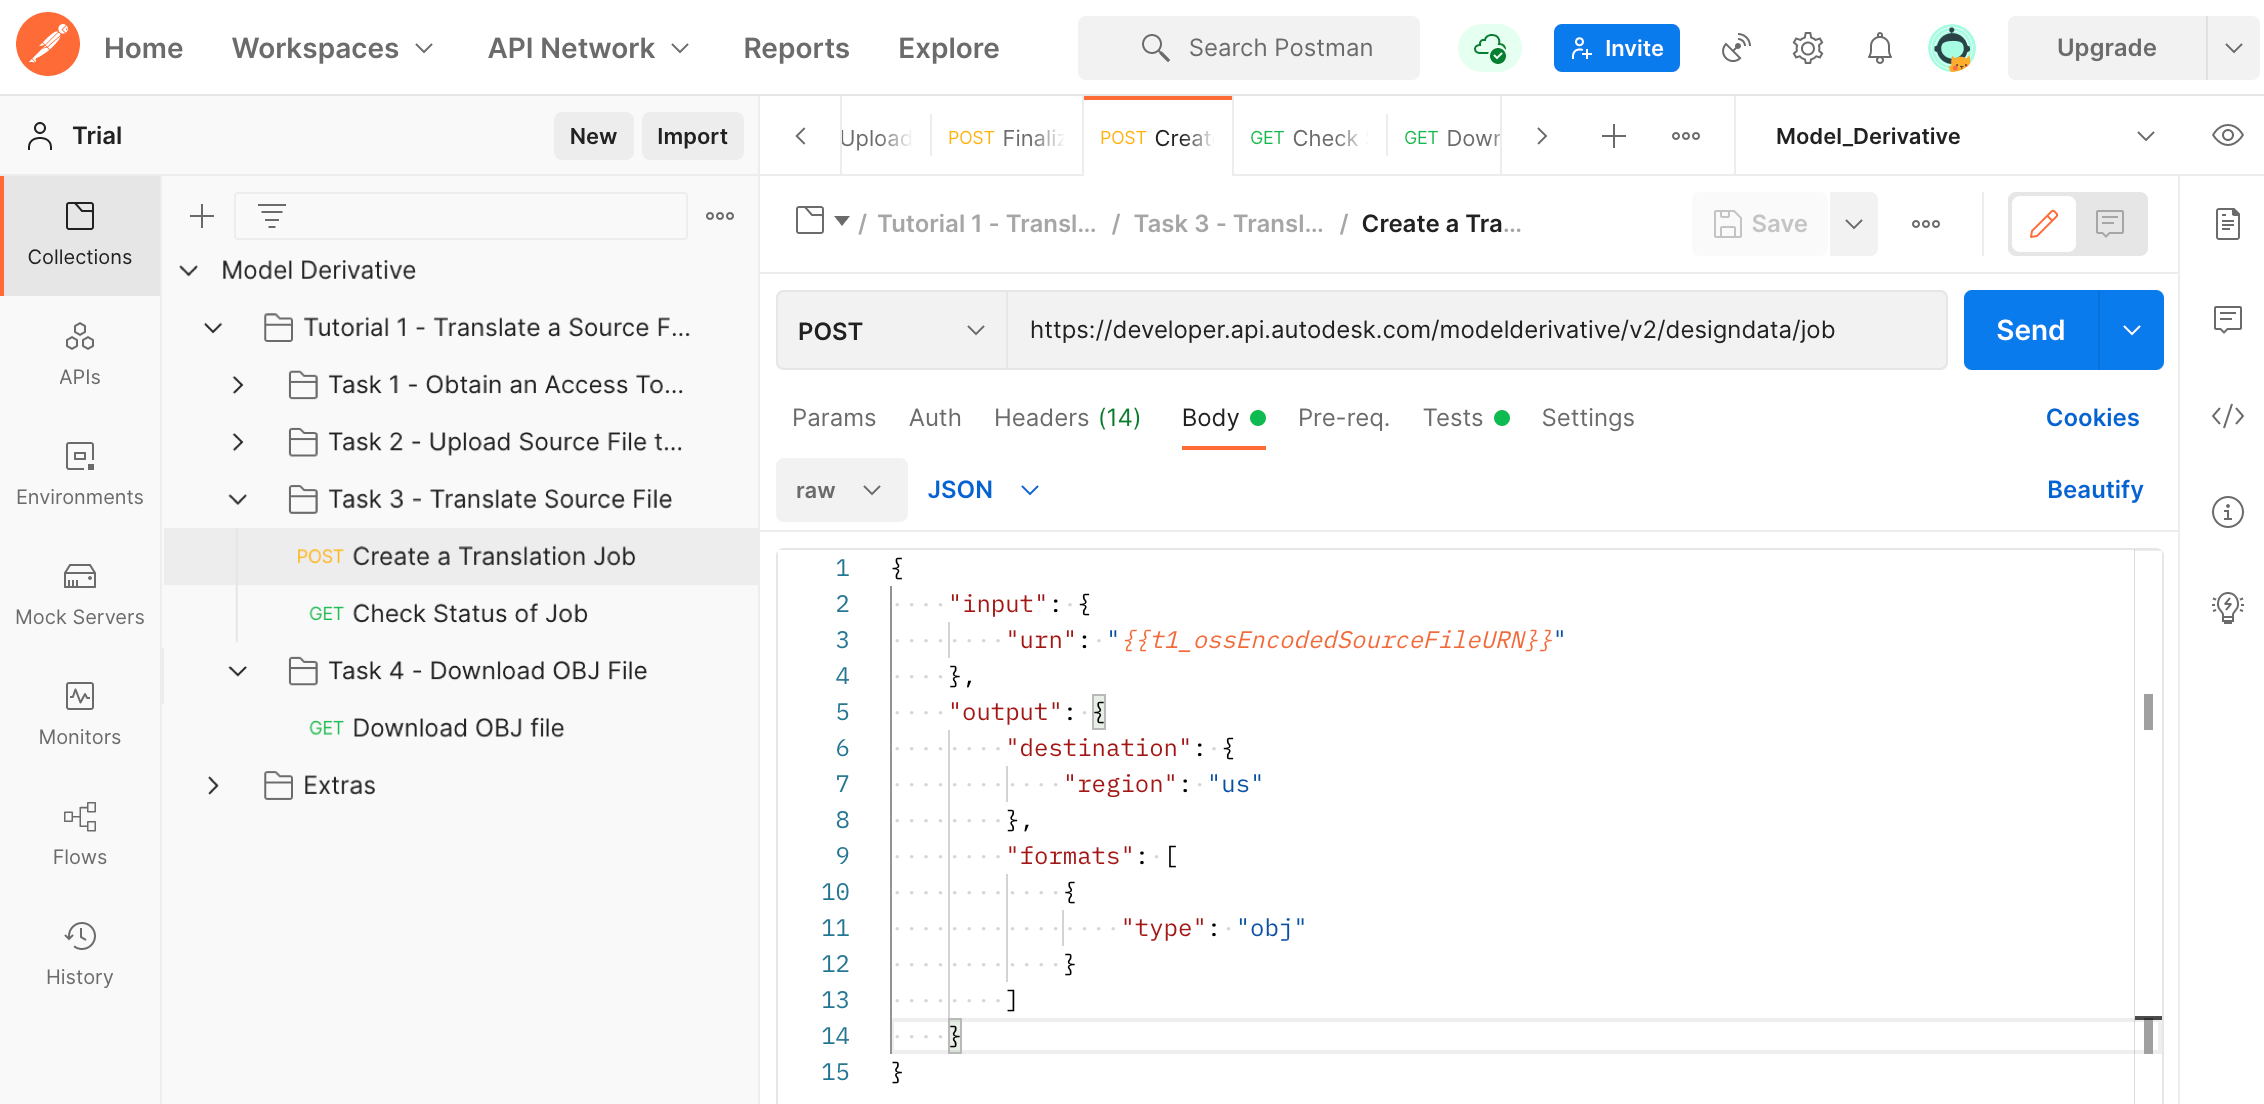 Home Workspaces API Network Reports Explore Search Postman Invite Upgrade
Trial New Import
Upload POST Finaliz POST Creat GET Check GET Down Model_Derivative
Collections
APIs
Environments
Mock Servers
Monitors
Flows
History
Model Derivative
Tutorial 1 - Translate a Source F...
Task 1 - Obtain an Access To...
Task 2 - Upload Source File t...
Task 3 - Translate Source File
POST Create a Translation Job
GET Check Status of Job
Task 4 - Download OBJ File
GET Download OBJ file
Extras
/ Tutorial 1 - Transl... / Task 3 - Transl... / Create a Tra... Save
POST https://developer.api.autodesk.com/modelderivative/v2/designdata/job Send
Params Auth Headers (14) Body Pre-req. Tests Settings Cookies
raw JSON Beautify
1 {
2 "input": {
3 "urn": "{{t1_ossEncodedSourceFileURN}}"
4 },
5 "output": {
6 "destination": {
7 "region": "us"
8 },
9 "formats": [
10 {
11 "type": "obj"
12 }
13 ]
14 }
15 }